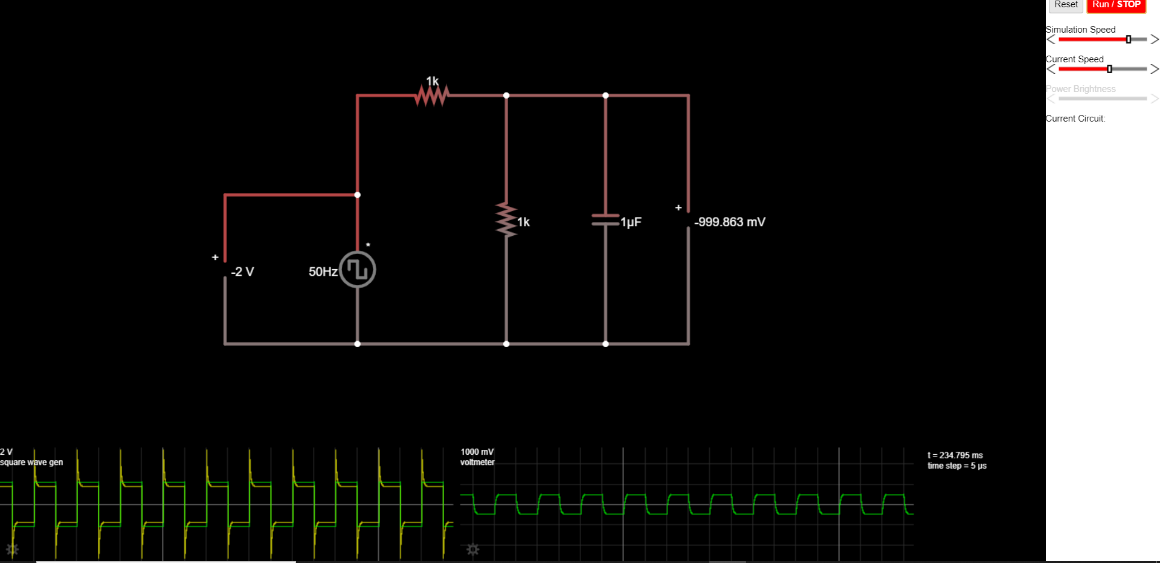 Reset Run / STOP
Simulation Speed
Current Speed
Power Brightness
Current Circuit:
1k
+
-2 V
50Hz
1k
1μF
+
-999.863 mV
2 V
square wave gen
1000 mV
voltmeter
t = 234.795 ms
time step = 5 μs